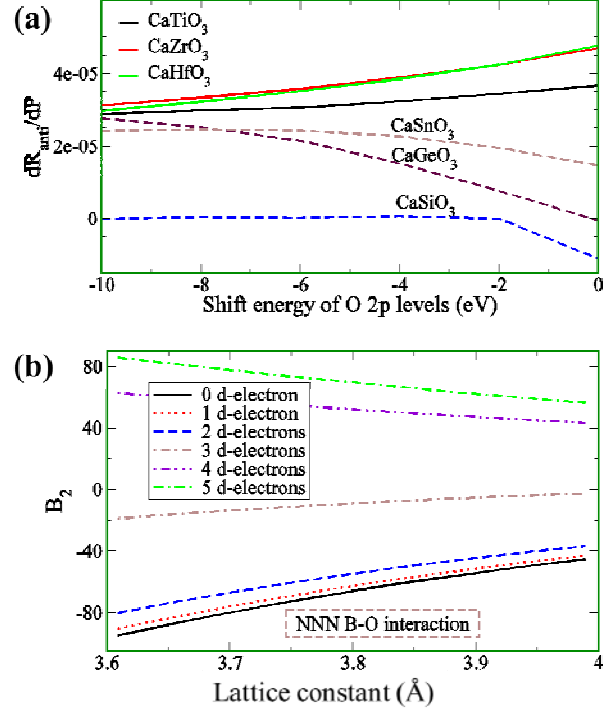 (a)
CaTiO3
CaZrO3
CaHfO3
4e-05
2e-05
0
dRanti/dP
CaSnO3
CaGeO3
CaSiO3
-10 -8 -6 -4 -2 0
Shift energy of O 2p levels (eV)
(b)
80
40
0
-40
-80
B2
0 d-electron
1 d-electron
2 d-electrons
3 d-electrons
4 d-electrons
5 d-electrons
NNN B-O interaction
3.6 3.7 3.8 3.9 4
Lattice constant (Å)